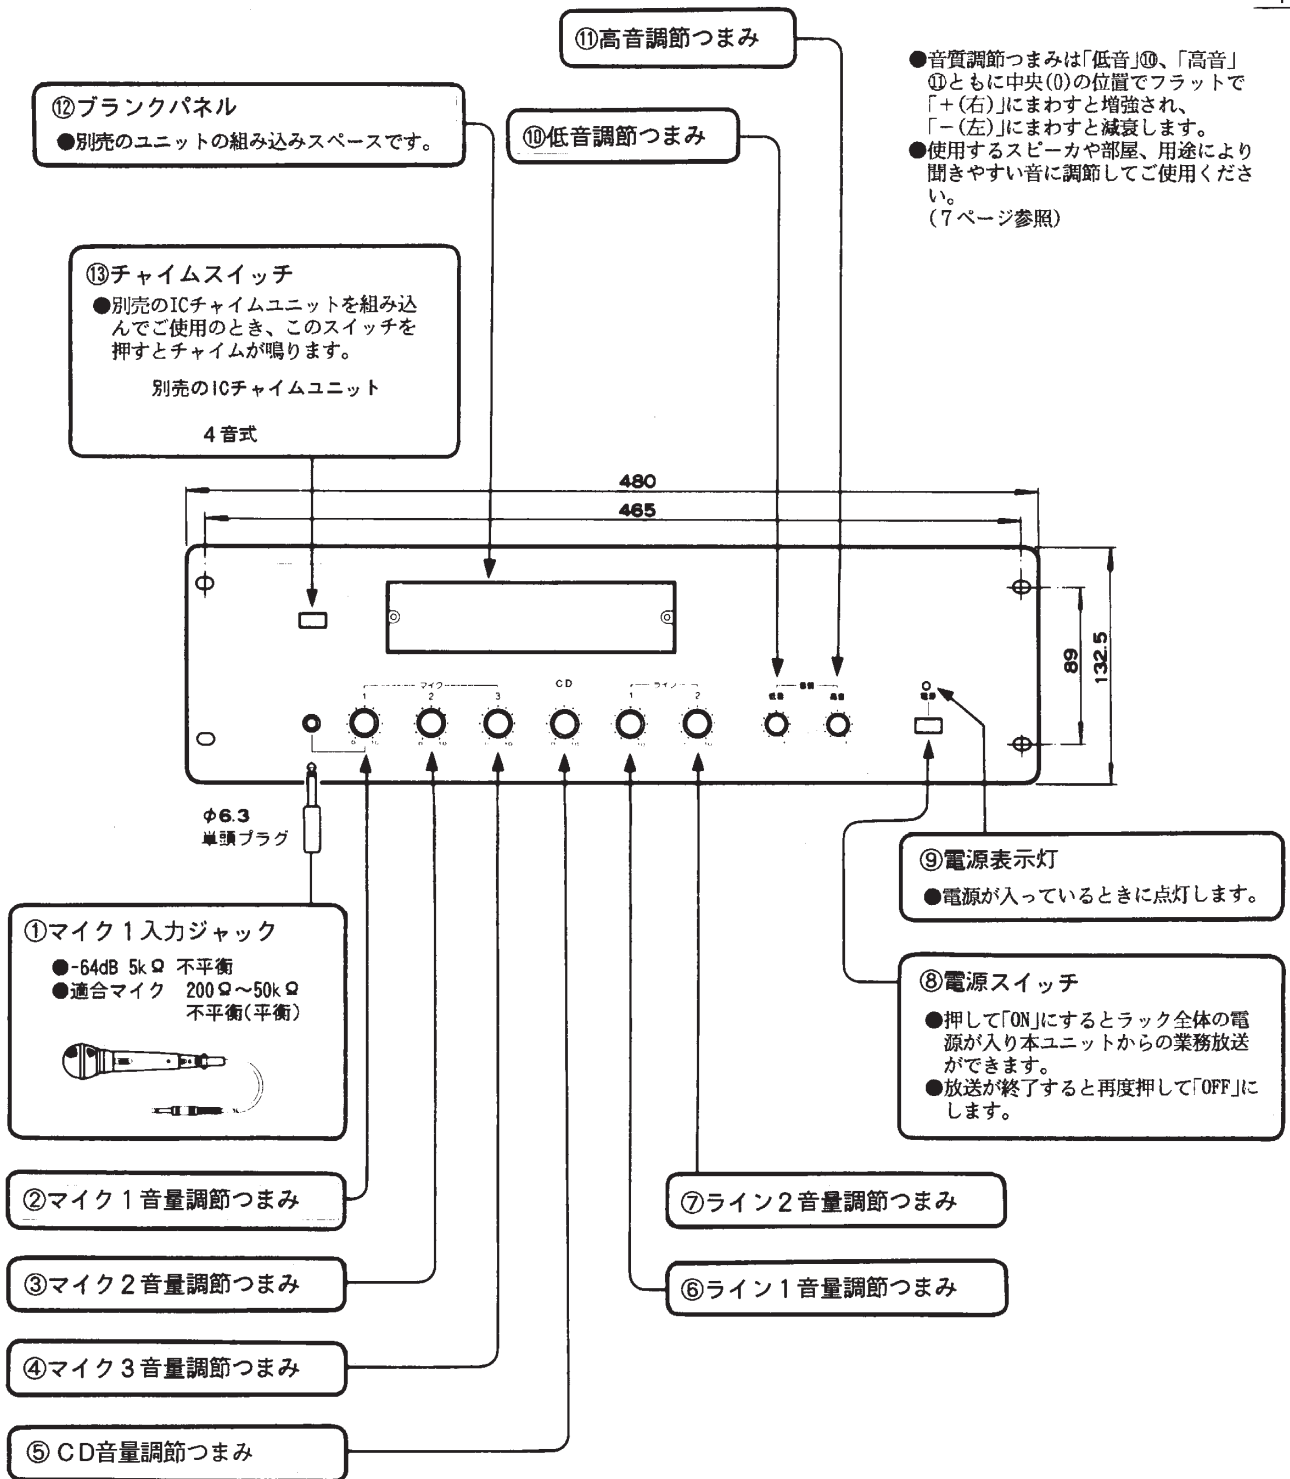 ⑪高音調節つまみ
●音質調節つまみは「低音」⑩、「高音」
⑪ともに中央(0)の位置でフラットで
「+(右)」にまわすと増強され、
「-(左)」にまわすと減衰します。
●使用するスピーカや部屋、用途により
聞きやすい音に調節してご使用くださ
い。
(7ページ参照)
⑫ブランクパネル
●別売のユニットの組み込みスペースです。
⑩低音調節つまみ
⑬チャイムスイッチ
●別売のICチャイムユニットを組み込
んでご使用のとき、このスイッチを
押すとチャイムが鳴ります。
別売のICチャイムユニット
4音式
480
465
89
132.5
マイク
1 2 3
CD
ライン
1 2
低音
高音
電源
φ6.3
単頭プラグ
①マイク1入力ジャック
●-64dB 5kΩ 不平衡
●適合マイク 200Ω～50kΩ
不平衡(平衡)
⑨電源表示灯
●電源が入っているときに点灯します。
⑧電源スイッチ
●押して「ON」にするとラック全体の電
源が入り本ユニットからの業務放送
ができます。
●放送が終了すると再度押して「OFF」に
します。
②マイク1音量調節つまみ
⑦ライン2音量調節つまみ
③マイク2音量調節つまみ
⑥ライン1音量調節つまみ
④マイク3音量調節つまみ
⑤CD音量調節つまみ